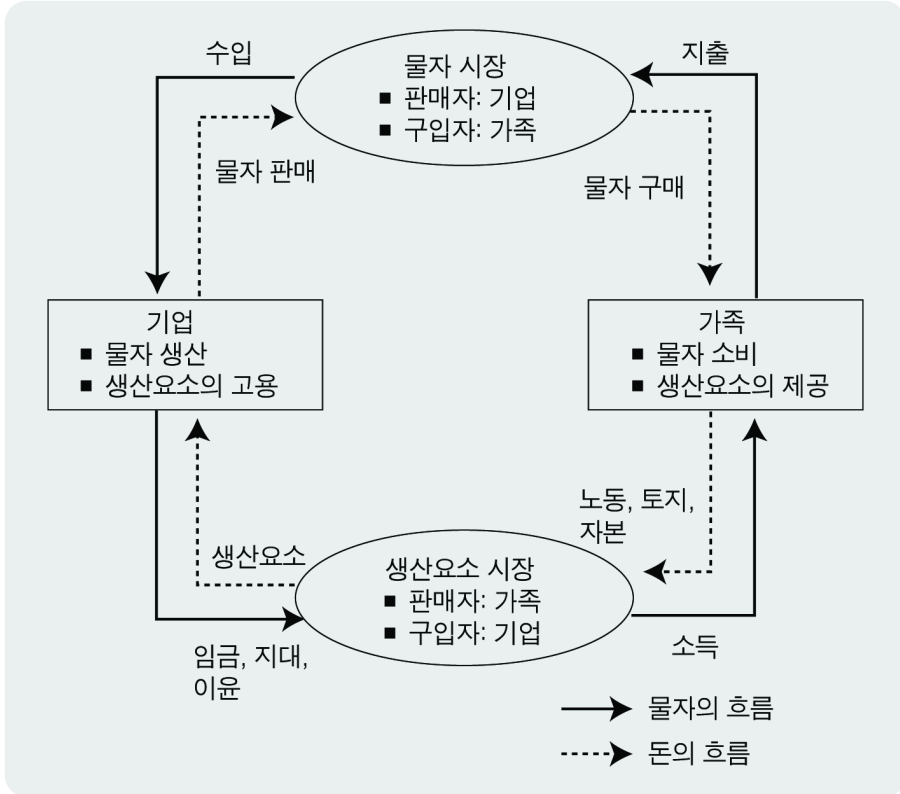 수입
지출
물자 시장
■ 판매자: 기업
■ 구입자: 가족
물자 판매
물자 구매
기업
■ 물자 생산
■ 생산요소의 고용
가족
■ 물자 소비
■ 생산요소의 제공
노동, 토지,
자본
생산요소
생산요소 시장
■ 판매자: 가족
■ 구입자: 기업
임금, 지대,
이윤
소득
물자의 흐름
돈의 흐름